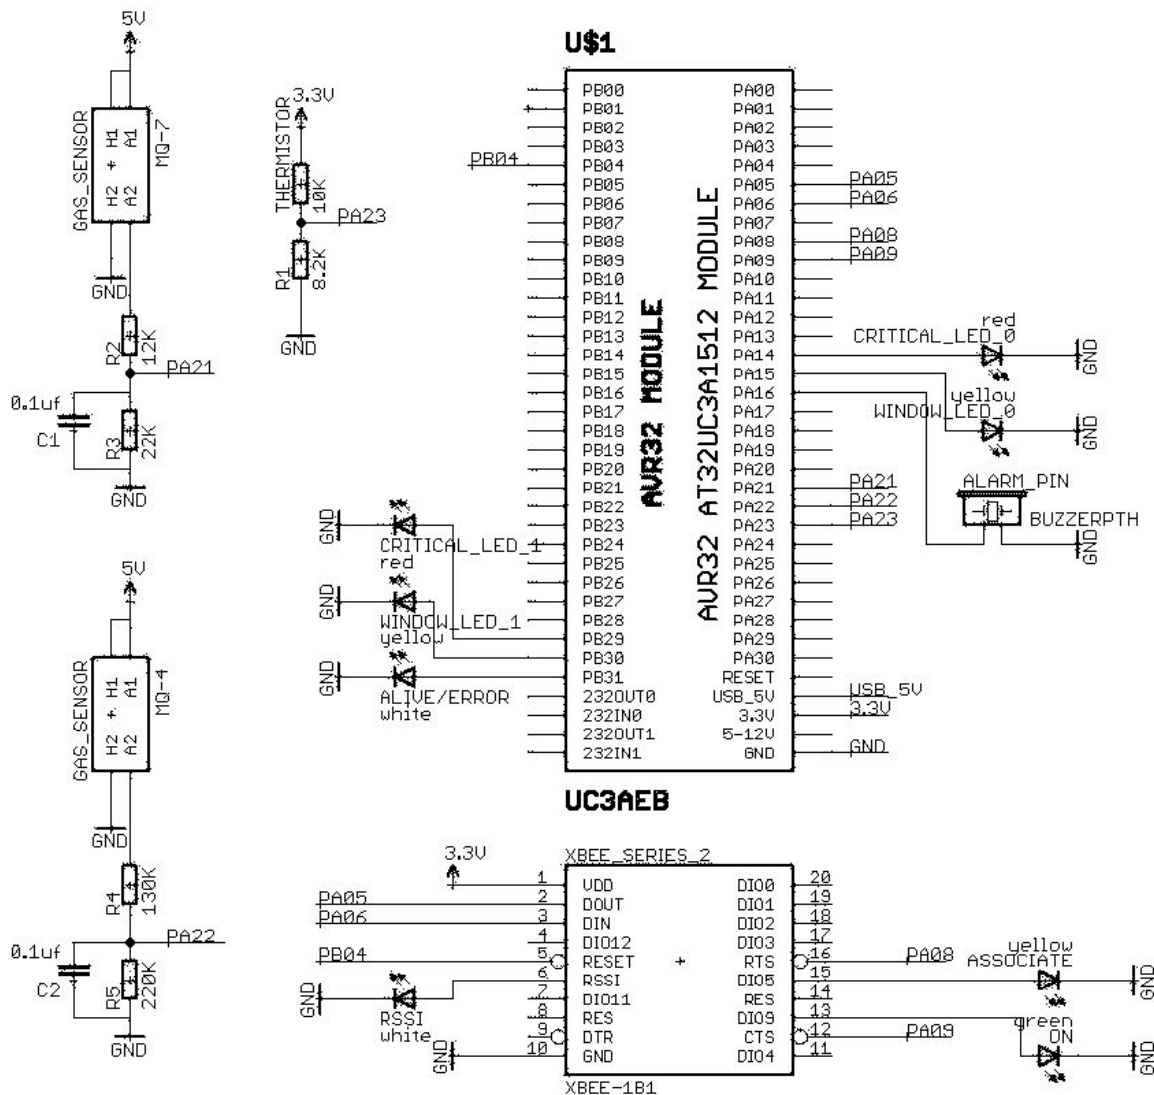 5V
GAS_SENSOR
H1 A1
H2 A2
MQ-7
GND
R2
12K
PA21
0.1uf
C1
R3
22K
GND
3.3V
THERMISTOR
10K
PA23
R1
8.2K
GND
5V
GAS_SENSOR
H1 A1
H2 A2
MQ-4
GND
R4
130K
PA22
0.1uf
C2
R5
220K
GND
U$1
PB00 PA00
PB01 PA01
PB02 PA02
PB03 PA03
PB04 PB04 PA04
PB05 PA05 PA05
PB06 PA06 PA06
PB07 PA07
PB08 PA08 PA08
PB09 PA09 PA09
PB10 PA10
PB11 PA11
PB12 PA12
PB13 PA13
PB14 PA14
PB15 PA15
PB16 PA16
PB17 PA17
PB18 PA18
PB19 PA19
PB20 PA20
PB21 PA21 PA21
PB22 PA22 PA22
PB23 PA23 PA23
PB24 PA24
PB25 PA25
PB26 PA26
PB27 PA27
PB28 PA28
PB29 PA29
PB30 PA30
PB31 RESET
232OUT0 USB_5V USB_5V
232IN0 3.3V 3.3V
232OUT1 5-12V
232IN1 GND GND
AVR32 MODULE
AVR32 AT32UC3A1512 MODULE
UC3AEB
red
CRITICAL_LED_0
GND
yellow
WINDOW_LED_0
GND
ALARM_PIN
BUZZERPTH
GND
GND
CRITICAL_LED_1
red
GND
WINDOW_LED_1
yellow
GND
ALIVE/ERROR
white
XBEE_SERIES_2
3.3V
1 VDD DIO0 20
PA05 2 DOUT DIO1 19
PA06 3 DIN DIO2 18
4 DIO12 DIO3 17
PB04 5 RESET RTS 16 PA08
6 RSSI DIO5 15
7 DIO11 RES 14
8 RES DIO9 13
9 DTR CTS 12 PA09
10 GND DIO4 11
XBEE-1B1
GND
RSSI
white
GND
yellow
ASSOCIATE
GND
green
ON
GND